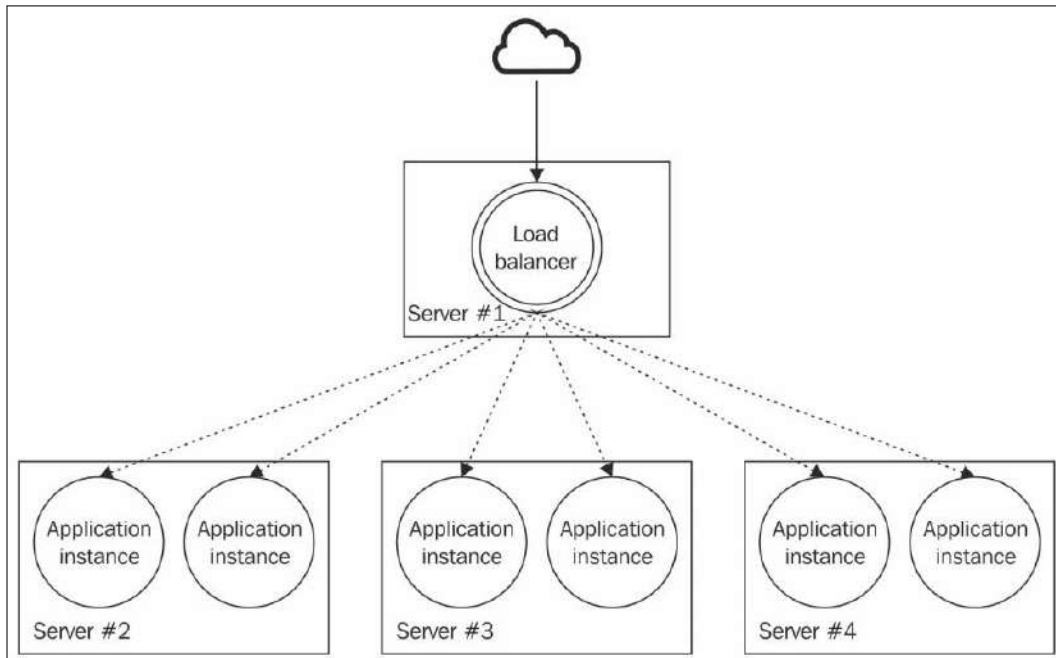 Load
balancer
Server #1
Application
instance
Application
instance
Server #2
Application
instance
Application
instance
Server #3
Application
instance
Application
instance
Server #4